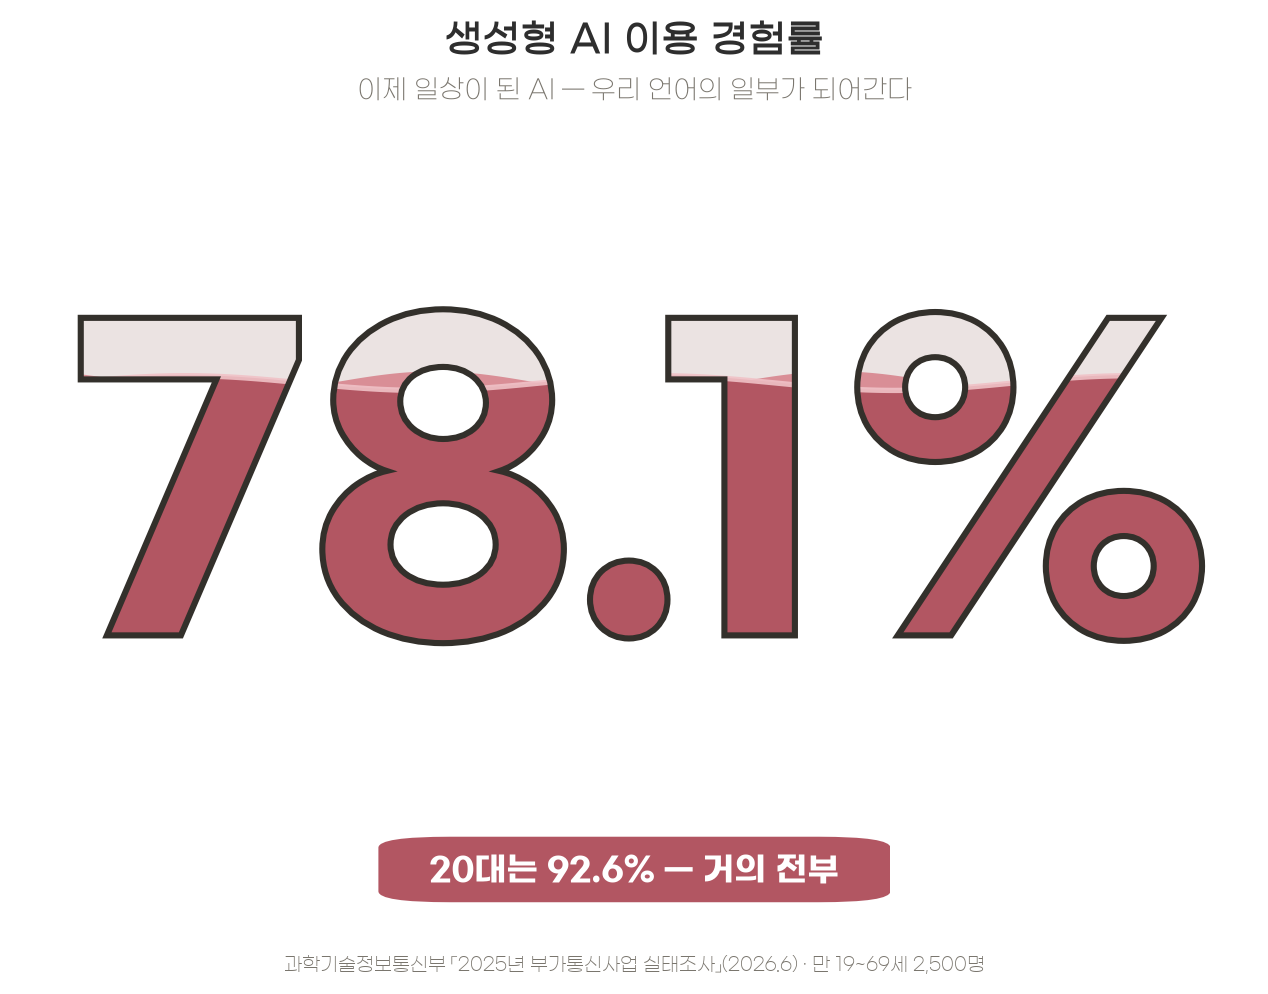 생성형 AI 이용 경험률
이제 일상이 된 AI — 우리 언어의 일부가 되어간다
78.1%
20대는 92.6% — 거의 전부
과학기술정보통신부 「2025년 부가통신사업 실태조사」(2026.6) · 만 19~69세 2,500명